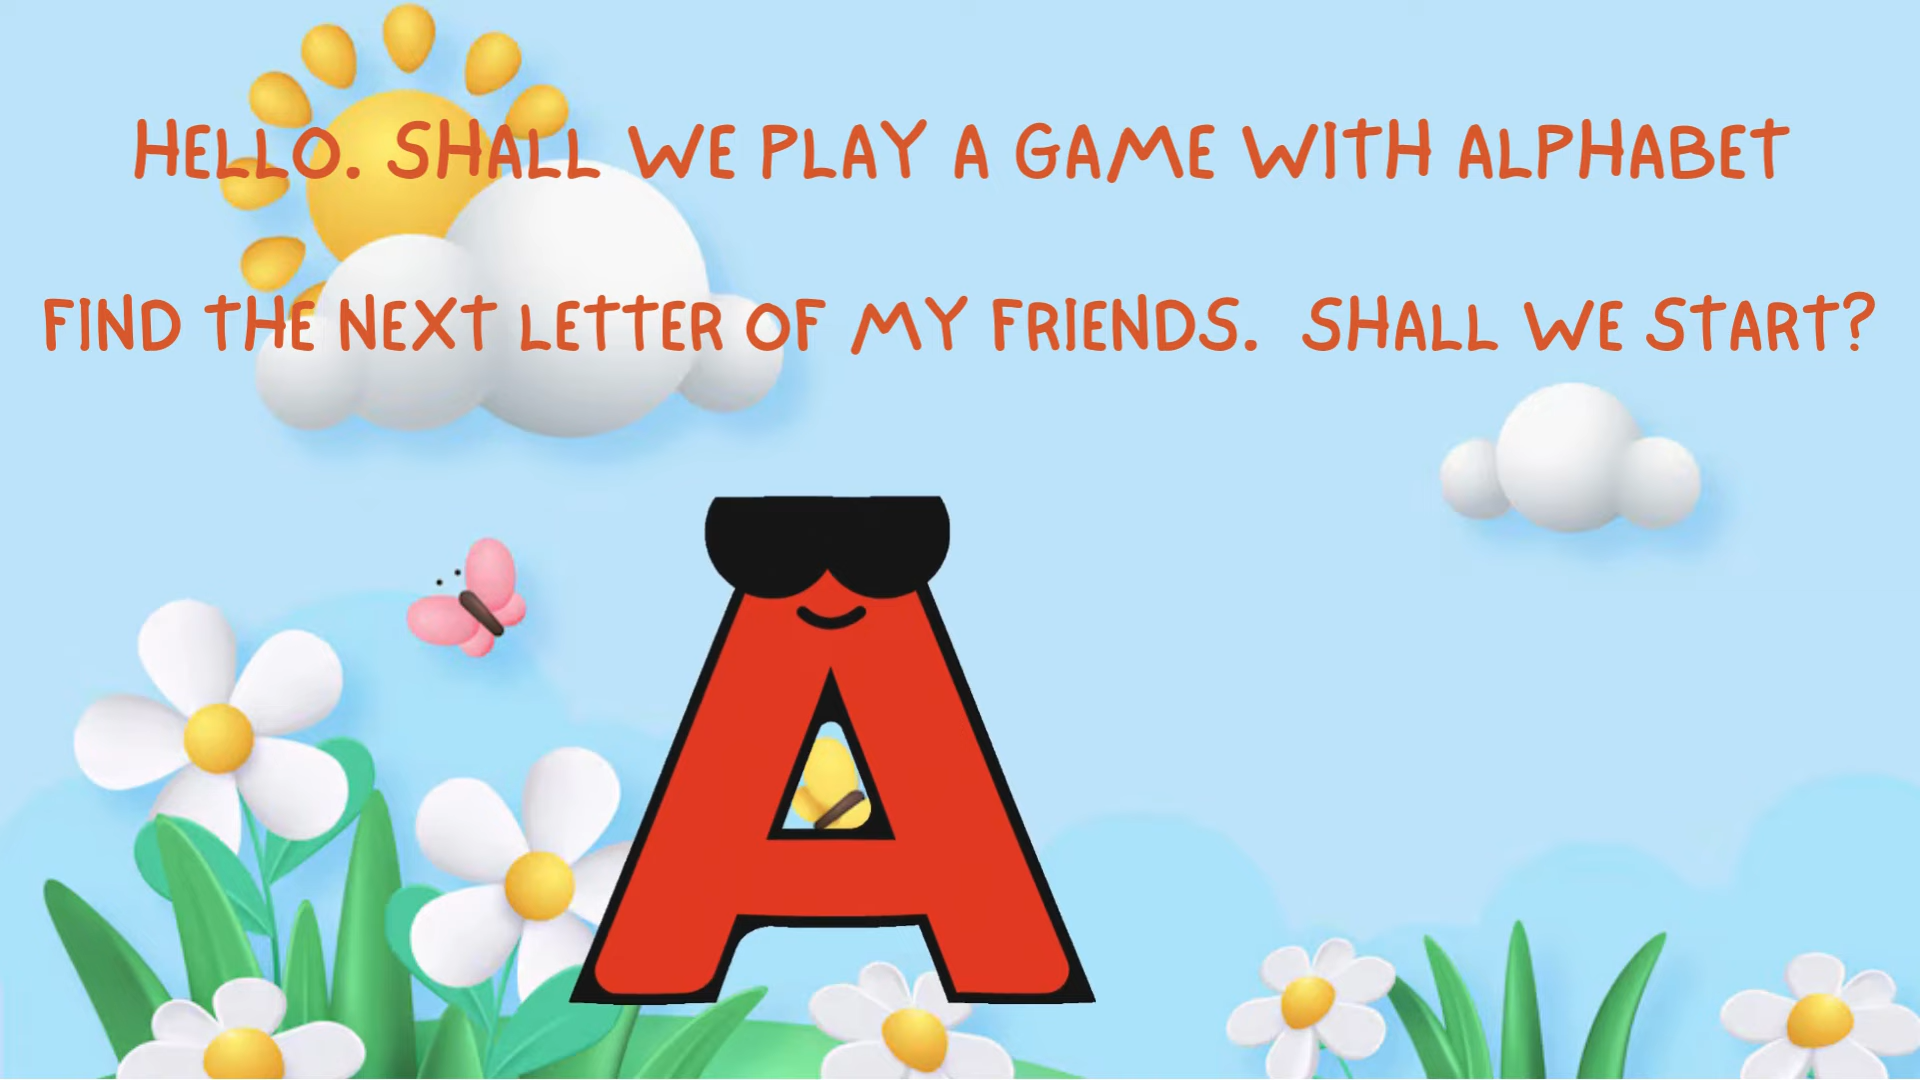 HELLO. SHALL WE PLAY A GAME WITH ALPHABET
FIND THE NEXT LETTER OF MY FRIENDS. SHALL WE START?
A